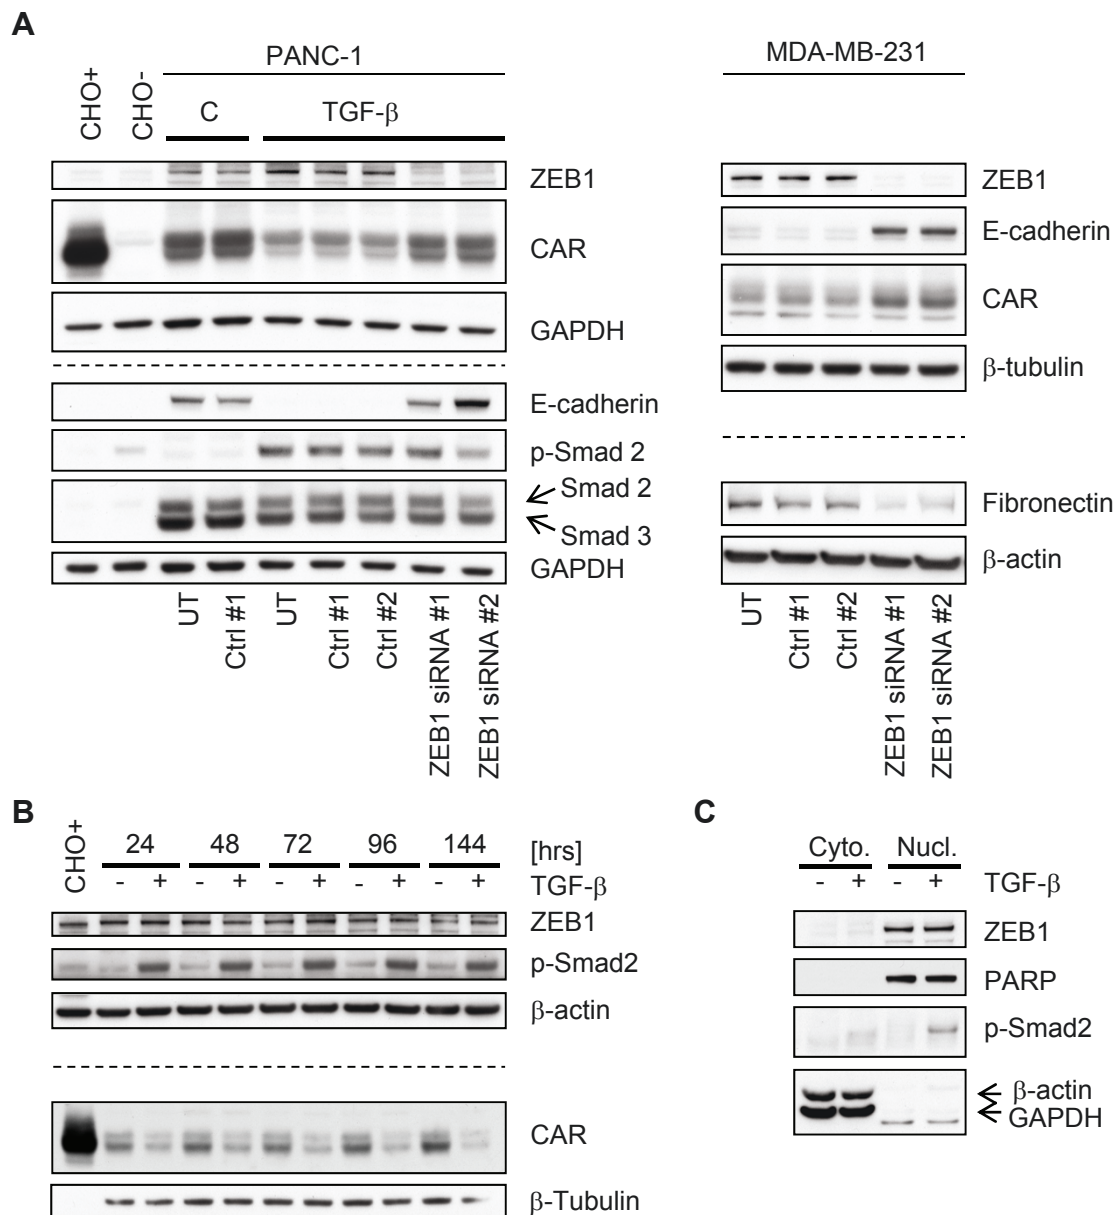 A
PANC-1
MDA-MB-231
CHO+
CHO-
C
TGF-β
ZEB1
CAR
GAPDH
E-cadherin
p-Smad 2
Smad 2
Smad 3
GAPDH
UT
Ctrl #1
UT
Ctrl #1
Ctrl #2
ZEB1 siRNA #1
ZEB1 siRNA #2
ZEB1
E-cadherin
CAR
β-tubulin
Fibronectin
β-actin
UT
Ctrl #1
Ctrl #2
ZEB1 siRNA #1
ZEB1 siRNA #2
B
CHO+
24 48 72 96 144 [hrs]
- + - + - + - + - + TGF-β
ZEB1
p-Smad2
β-actin
CAR
β-Tubulin
C
Cyto. Nucl.
- + - + TGF-β
ZEB1
PARP
p-Smad2
β-actin
GAPDH